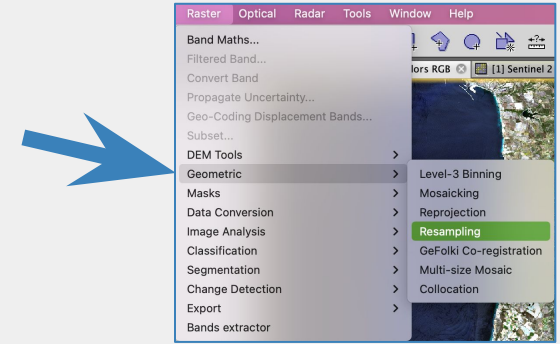 Raster Optical Radar Tools Window Help
Band Maths...
Filtered Band...
Convert Band
Propagate Uncertainty...
Geo-Coding Displacement Bands...
Subset...
DEM Tools
Geometric
Masks
Data Conversion
Image Analysis
Classification
Segmentation
Change Detection
Export
Bands extractor
lors RGB [1] Sentinel 2
Level-3 Binning
Mosaicking
Reprojection
Resampling
GeFolki Co-registration
Multi-size Mosaic
Collocation